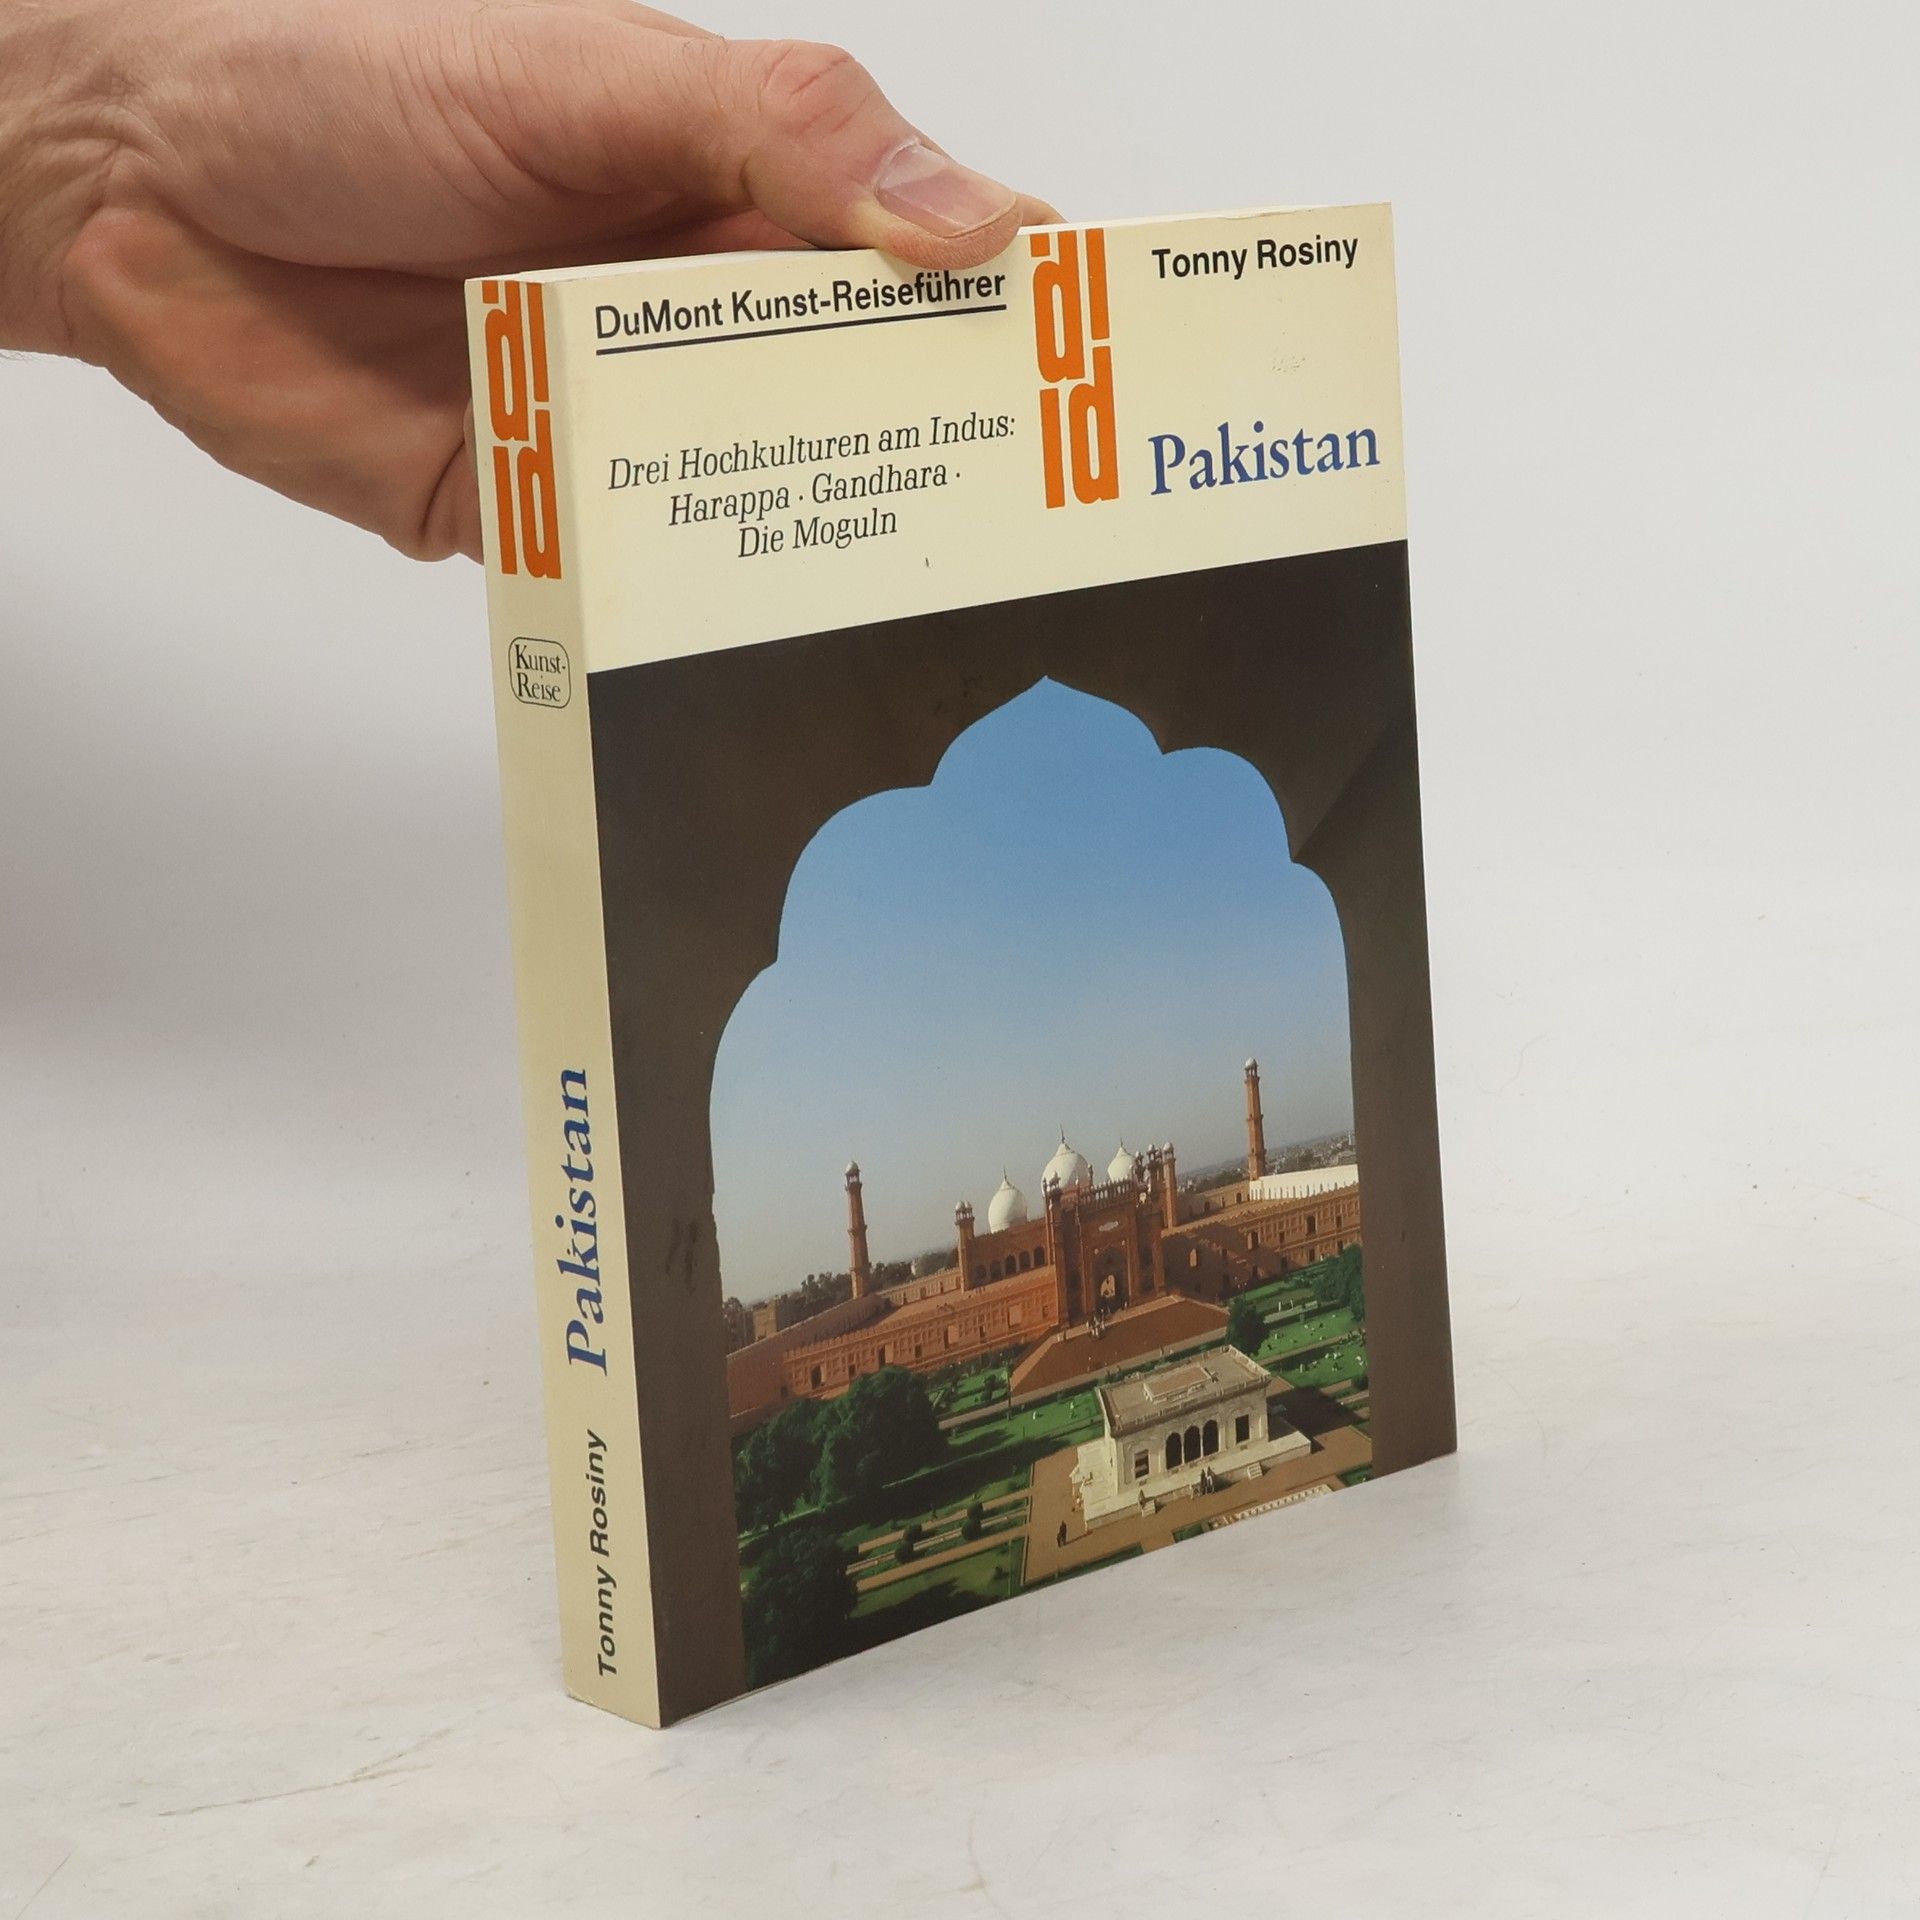 DuMont Kunst-Reiseführer
Tonny Rosiny
Drei Hochkulturen am Indus:
Harappa · Gandhara ·
Die Moguln
Pakistan
Kunst-
Reise
Pakistan
Tonny Rosiny